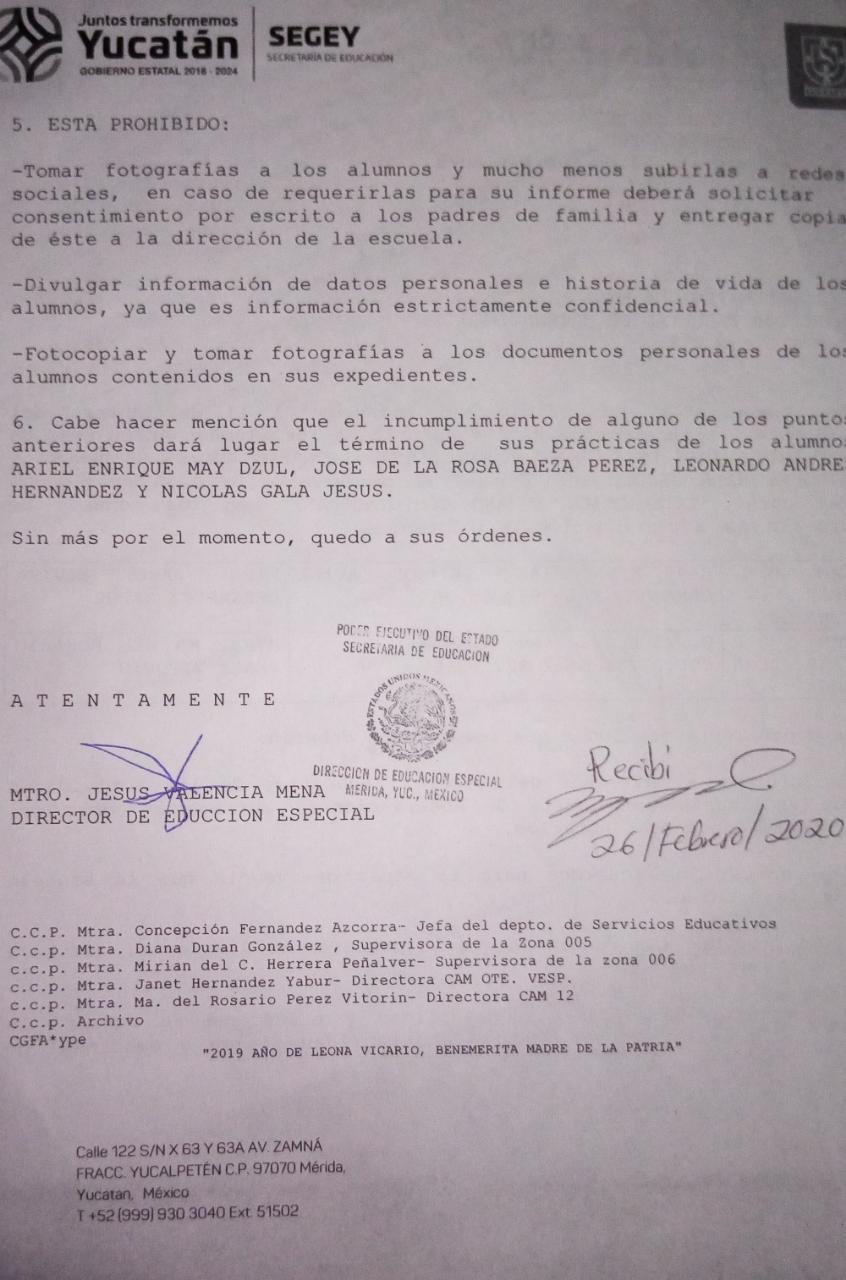 Juntos transformemos
Yucatán
GOBIERNO ESTATAL 2018 - 2024
SEGEY
SECRETARÍA DE EDUCACIÓN
5. ESTA PROHIBIDO:
-Tomar fotografías a los alumnos y mucho menos subirlas a redes
sociales, en caso de requerirlas para su informe deberá solicitar
consentimiento por escrito a los padres de familia y entregar copia
de éste a la dirección de la escuela.
-Divulgar información de datos personales e historia de vida de los
alumnos, ya que es información estrictamente confidencial.
-Fotocopiar y tomar fotografías a los documentos personales de los
alumnos contenidos en sus expedientes.
6. Cabe hacer mención que el incumplimiento de alguno de los puntos
anteriores dará lugar el término de sus prácticas de los alumnos
ARIEL ENRIQUE MAY DZUL, JOSE DE LA ROSA BAEZA PEREZ, LEONARDO ANDRE
HERNANDEZ Y NICOLAS GALA JESUS.
Sin más por el momento, quedo a sus órdenes.
PODER EJECUTIVO DEL ESTADO
SECRETARIA DE EDUCACION
ESTADOS UNIDOS MEXICANOS
A T E N T A M E N T E
DIRECCION DE EDUCACION ESPECIAL
MERIDA, YUC., MEXICO
MTRO. JESUS VALENCIA MENA
DIRECTOR DE EDUCCION ESPECIAL
Recibi
26/Febrero/2020
C.C.P. Mtra. Concepción Fernandez Azcorra- Jefa del depto. de Servicios Educativos
C.c.p. Mtra. Diana Duran González , Supervisora de la Zona 005
c.c.p. Mtra. Mirian del C. Herrera Peñalver- Supervisora de la zona 006
c.c.p. Mtra. Janet Hernandez Yabur- Directora CAM OTE. VESP.
c.c.p. Mtra. Ma. del Rosario Perez Vitorin- Directora CAM 12
C.c.p. Archivo
CGFA*ype
"2019 AÑO DE LEONA VICARIO, BENEMERITA MADRE DE LA PATRIA"
Calle 122 S/N X 63 Y 63A AV. ZAMNÁ
FRACC. YUCALPETÉN C.P. 97070 Mérida,
Yucatán, México
T +52 (999) 930 3040 Ext. 51502